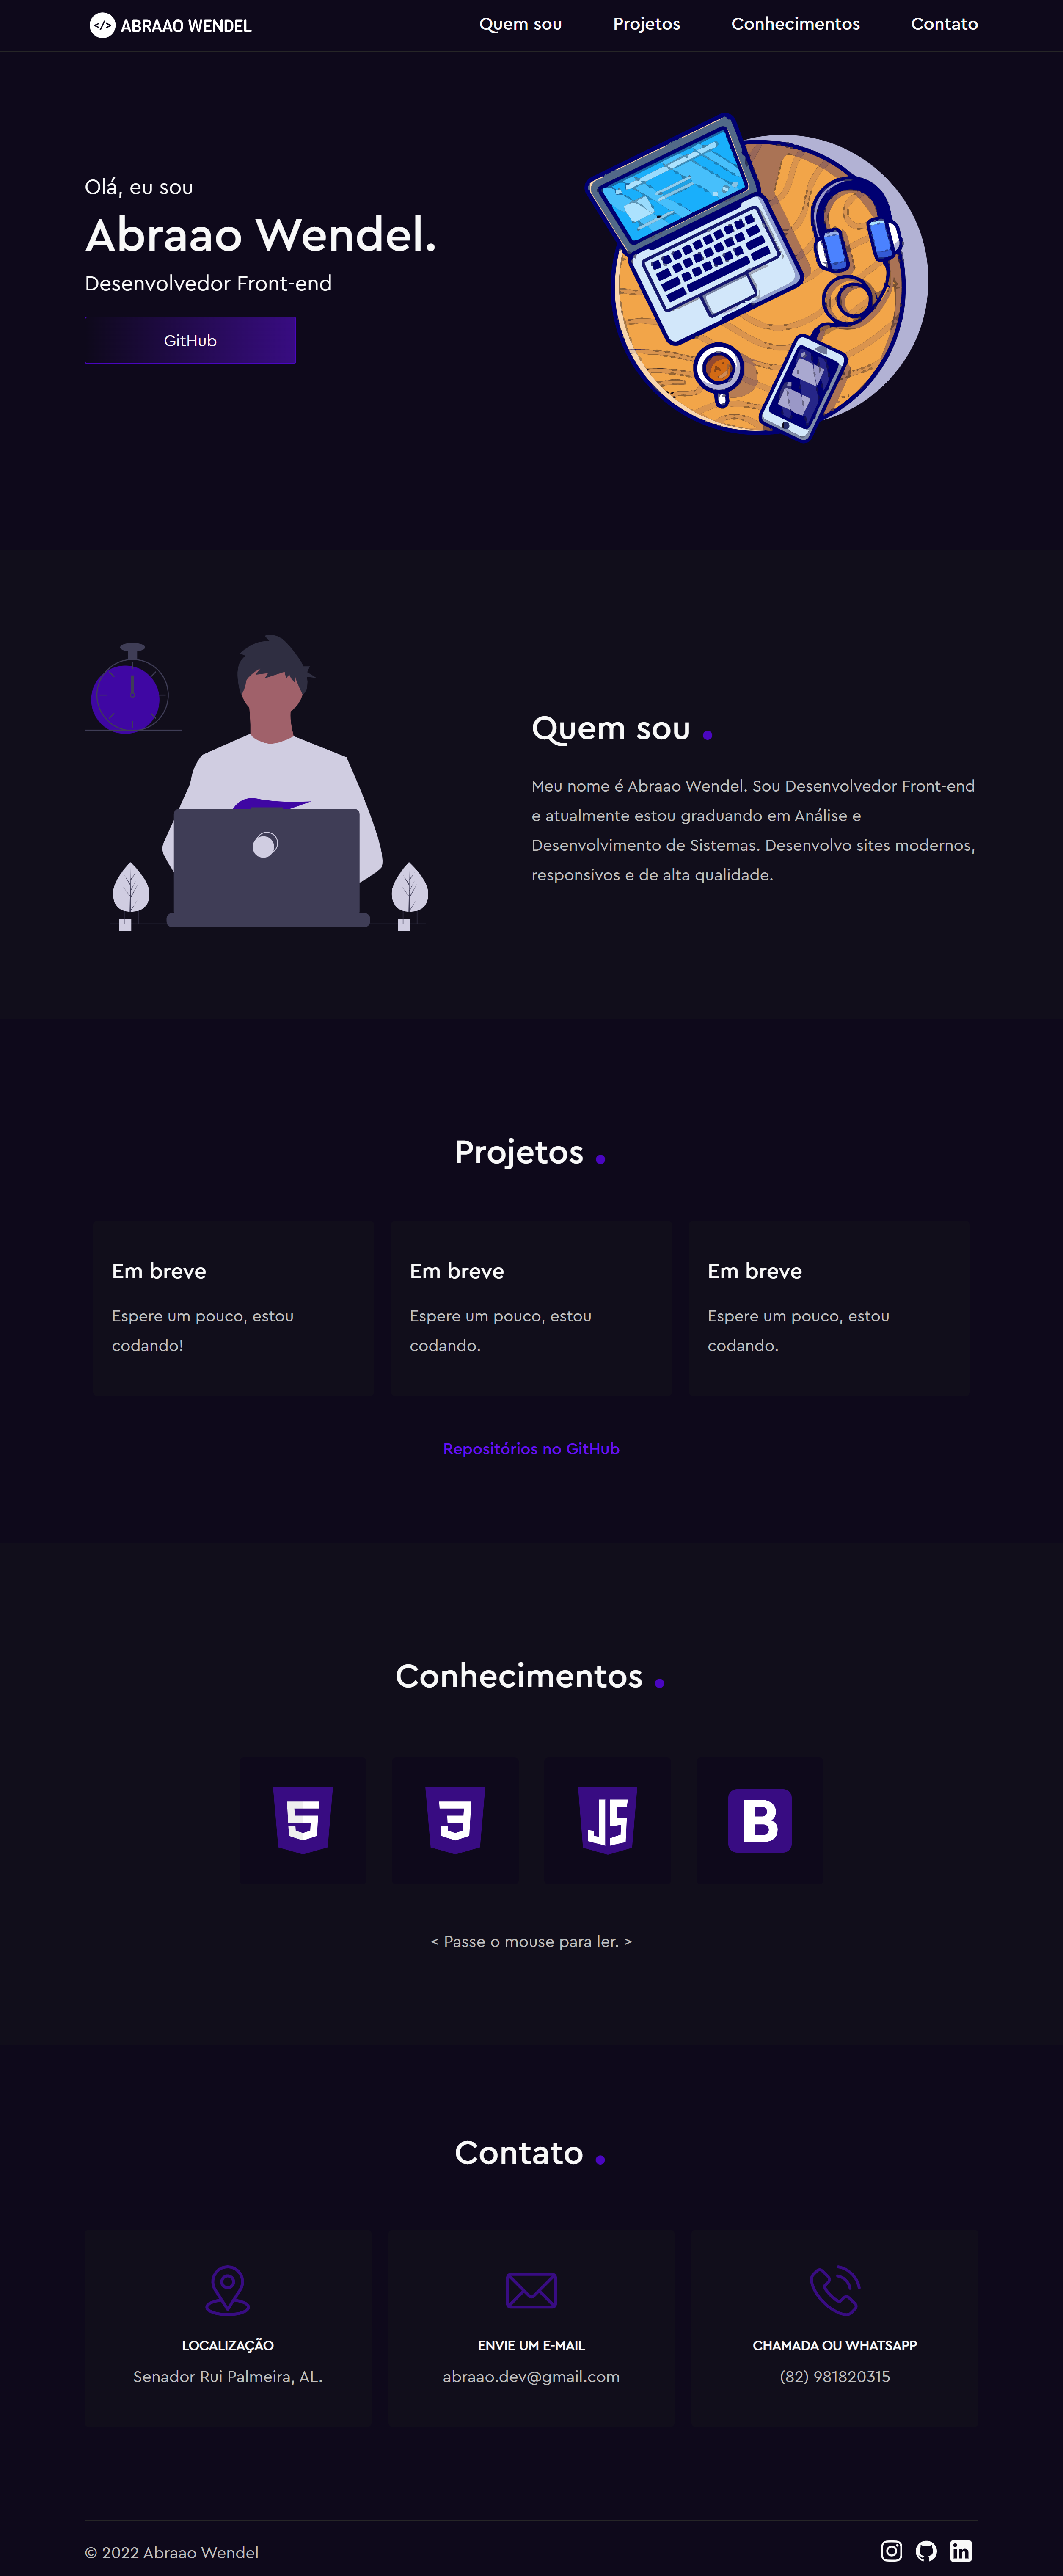 </> ABRAAO WENDEL
Quem sou Projetos Conhecimentos Contato
Olá, eu sou
Abraao Wendel.
Desenvolvedor Front-end
GitHub
Quem sou .
Meu nome é Abraao Wendel. Sou Desenvolvedor Front-end
e atualmente estou graduando em Análise e
Desenvolvimento de Sistemas. Desenvolvo sites modernos,
responsivos e de alta qualidade.
Projetos .
Em breve
Espere um pouco, estou
codando!
Em breve
Espere um pouco, estou
codando.
Em breve
Espere um pouco, estou
codando.
Repositórios no GitHub
Conhecimentos .
5
3
JS
B
< Passe o mouse para ler. >
Contato .
LOCALIZAÇÃO
Senador Rui Palmeira, AL.
ENVIE UM E-MAIL
abraao.dev@gmail.com
CHAMADA OU WHATSAPP
(82) 981820315
© 2022 Abraao Wendel
in